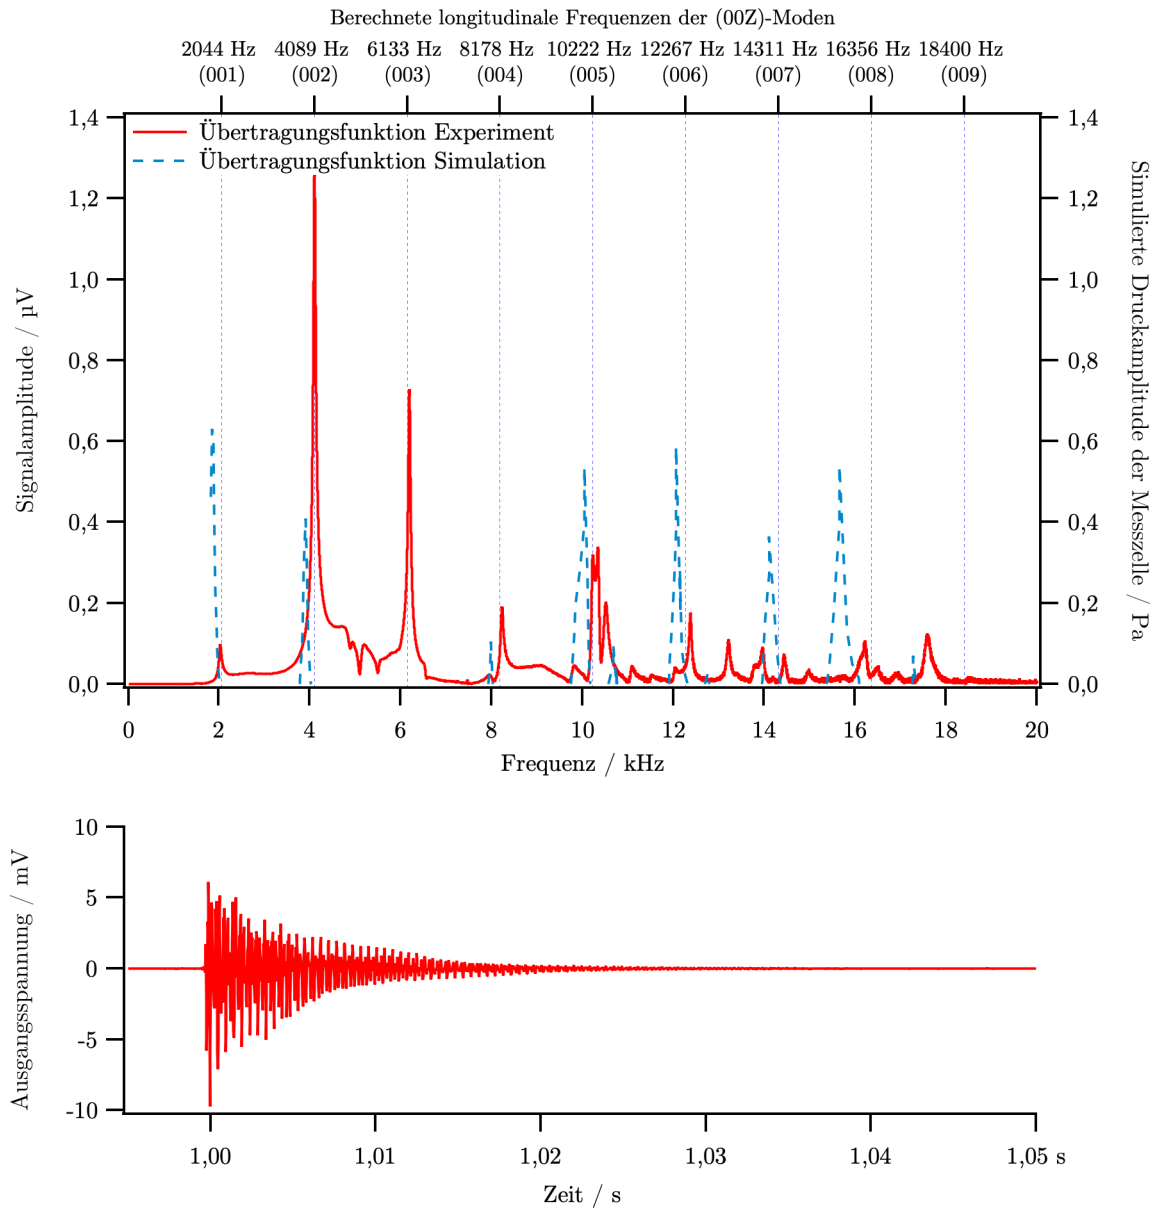 Berechnete longitudinale Frequenzen der (00Z)-Moden
2044 Hz 4089 Hz 6133 Hz 8178 Hz 10222 Hz 12267 Hz 14311 Hz 16356 Hz 18400 Hz
(001) (002) (003) (004) (005) (006) (007) (008) (009)
Übertragungsfunktion Experiment
Übertragungsfunktion Simulation
Signalamplitude / µV
1,4
1,2
1,0
0,8
0,6
0,4
0,2
0,0
1,4
1,2
1,0
0,8
0,6
0,4
0,2
0,0
Simulierte Druckamplitude der Messzelle / Pa
0 2 4 6 8 10 12 14 16 18 20
Frequenz / kHz
Ausgangsspannung / mV
10
5
0
-5
-10
1,00 1,01 1,02 1,03 1,04 1,05 s
Zeit / s